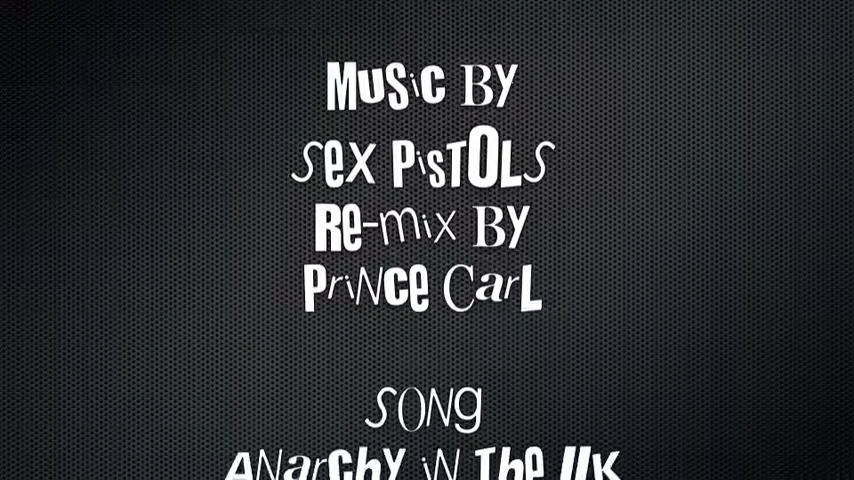 Music By
Sex Pistols
Re-mix By
Prince Carl
Song
Anarchy in The UK